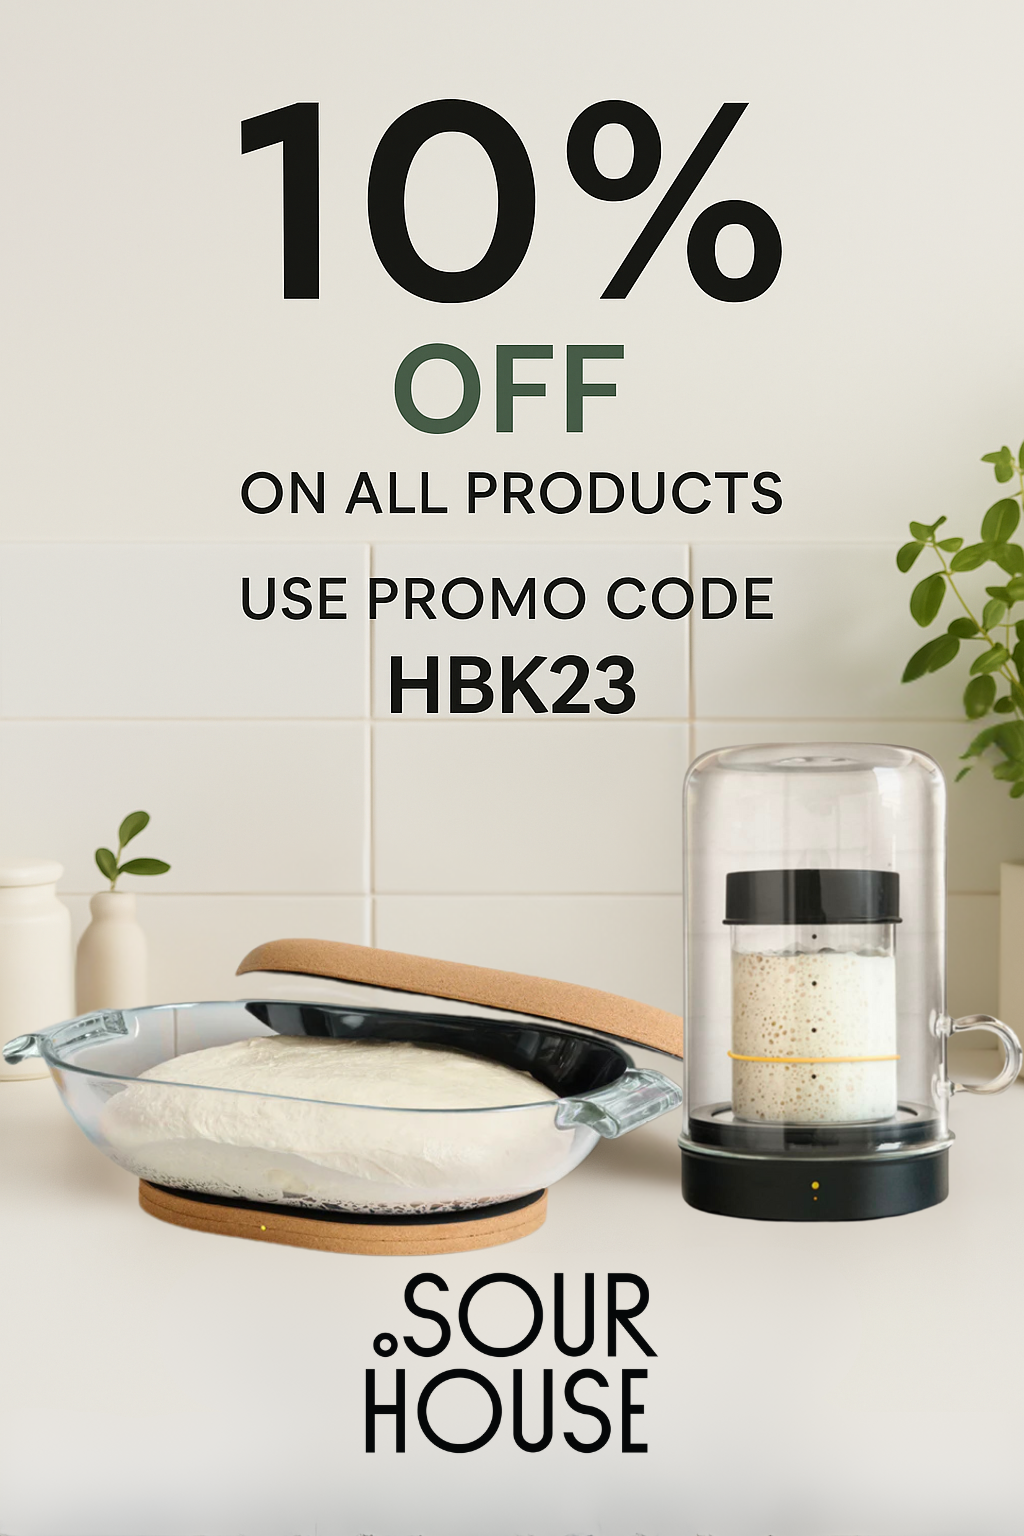 10%
OFF
ON ALL PRODUCTS
USE PROMO CODE
HBK23
SOUR
HOUSE